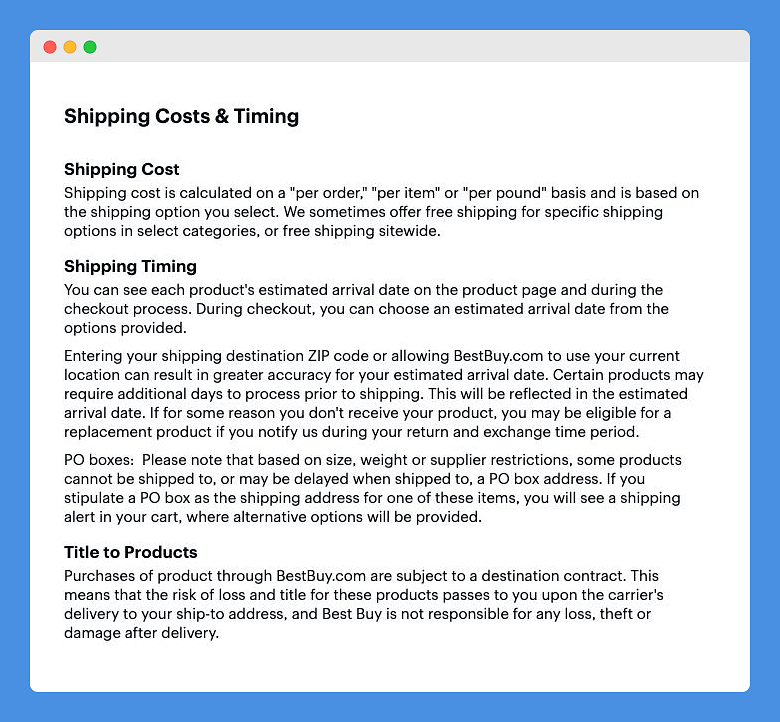 Shipping Costs & Timing
Shipping Cost
Shipping cost is calculated on a "per order," "per item" or "per pound" basis and is based on
the shipping option you select. We sometimes offer free shipping for specific shipping
options in select categories, or free shipping sitewide.
Shipping Timing
You can see each product's estimated arrival date on the product page and during the
checkout process. During checkout, you can choose an estimated arrival date from the
options provided.
Entering your shipping destination ZIP code or allowing BestBuy.com to use your current
location can result in greater accuracy for your estimated arrival date. Certain products may
require additional days to process prior to shipping. This will be reflected in the estimated
arrival date. If for some reason you don't receive your product, you may be eligible for a
replacement product if you notify us during your return and exchange time period.
PO boxes:  Please note that based on size, weight or supplier restrictions, some products
cannot be shipped to, or may be delayed when shipped to, a PO box address. If you
stipulate a PO box as the shipping address for one of these items, you will see a shipping
alert in your cart, where alternative options will be provided.
Title to Products
Purchases of product through BestBuy.com are subject to a destination contract. This
means that the risk of loss and title for these products passes to you upon the carrier's
delivery to your ship-to address, and Best Buy is not responsible for any loss, theft or
damage after delivery.